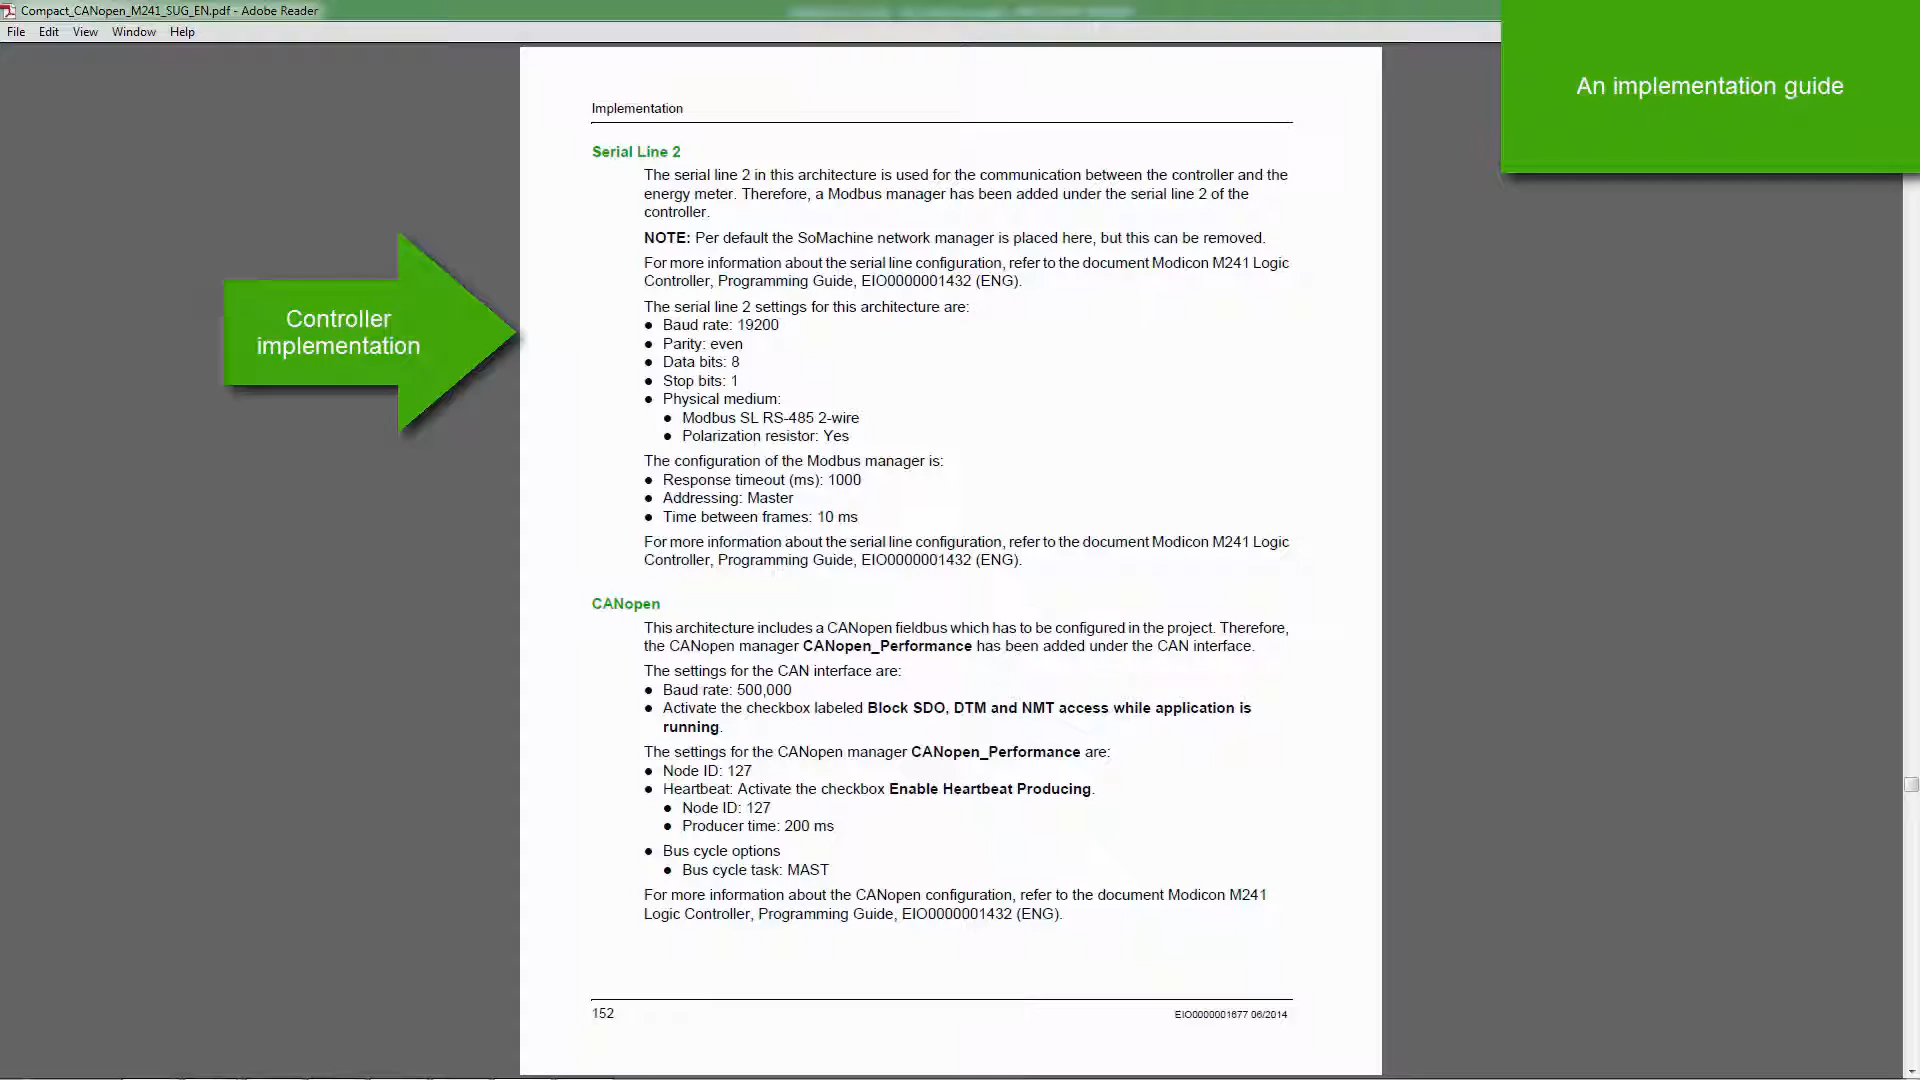 Compact_CANopen_M241_SUG_EN.pdf - Adobe Reader
File Edit View Window Help
An implementation guide
Controller
implementation
Implementation
Serial Line 2
The serial line 2 in this architecture is used for the communication between the controller and the
energy meter. Therefore, a Modbus manager has been added under the serial line 2 of the
controller.
NOTE: Per default the SoMachine network manager is placed here, but this can be removed.
For more information about the serial line configuration, refer to the document Modicon M241 Logic
Controller, Programming Guide, EIO0000001432 (ENG).
The serial line 2 settings for this architecture are:
● Baud rate: 19200
● Parity: even
● Data bits: 8
● Stop bits: 1
● Physical medium:
● Modbus SL RS-485 2-wire
● Polarization resistor: Yes
The configuration of the Modbus manager is:
● Response timeout (ms): 1000
● Addressing: Master
● Time between frames: 10 ms
For more information about the serial line configuration, refer to the document Modicon M241 Logic
Controller, Programming Guide, EIO0000001432 (ENG).
CANopen
This architecture includes a CANopen fieldbus which has to be configured in the project. Therefore,
the CANopen manager CANopen_Performance has been added under the CAN interface.
The settings for the CAN interface are:
● Baud rate: 500,000
● Activate the checkbox labeled Block SDO, DTM and NMT access while application is
running.
The settings for the CANopen manager CANopen_Performance are:
● Node ID: 127
● Heartbeat: Activate the checkbox Enable Heartbeat Producing.
● Node ID: 127
● Producer time: 200 ms
● Bus cycle options
● Bus cycle task: MAST
For more information about the CANopen configuration, refer to the document Modicon M241
Logic Controller, Programming Guide, EIO0000001432 (ENG).
152
EIO0000001677 06/2014